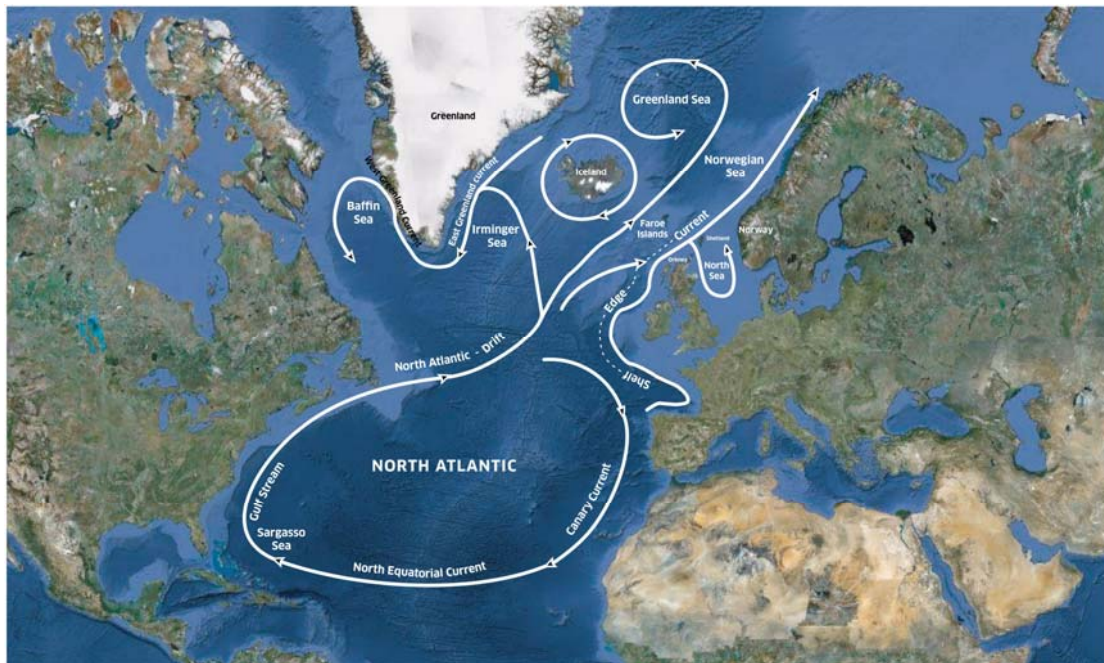 Greenland Sea
Greenland
Norwegian
Sea
Iceland
West Greenland Current
East Greenland current
Baffin
Sea
Irminger
Sea
Faroe
Islands
Shetland
Norway
Orkney
North
Sea
Shelf Edge Current
North Atlantic - Drift
NORTH ATLANTIC
Gulf Stream
Canary Current
Sargasso
Sea
North Equatorial Current